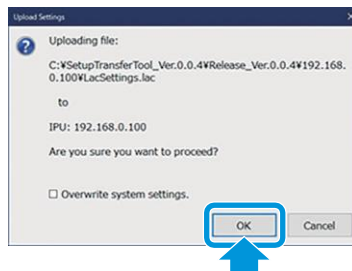 Upload Settings
Uploading file:
C:¥SetupTransferTool_Ver.0.0.4¥Release_Ver.0.0.4¥192.168.
0.100¥LacSettings.lac
to
IPU: 192.168.0.100
Are you sure you want to proceed?
Overwrite system settings.
OK Cancel